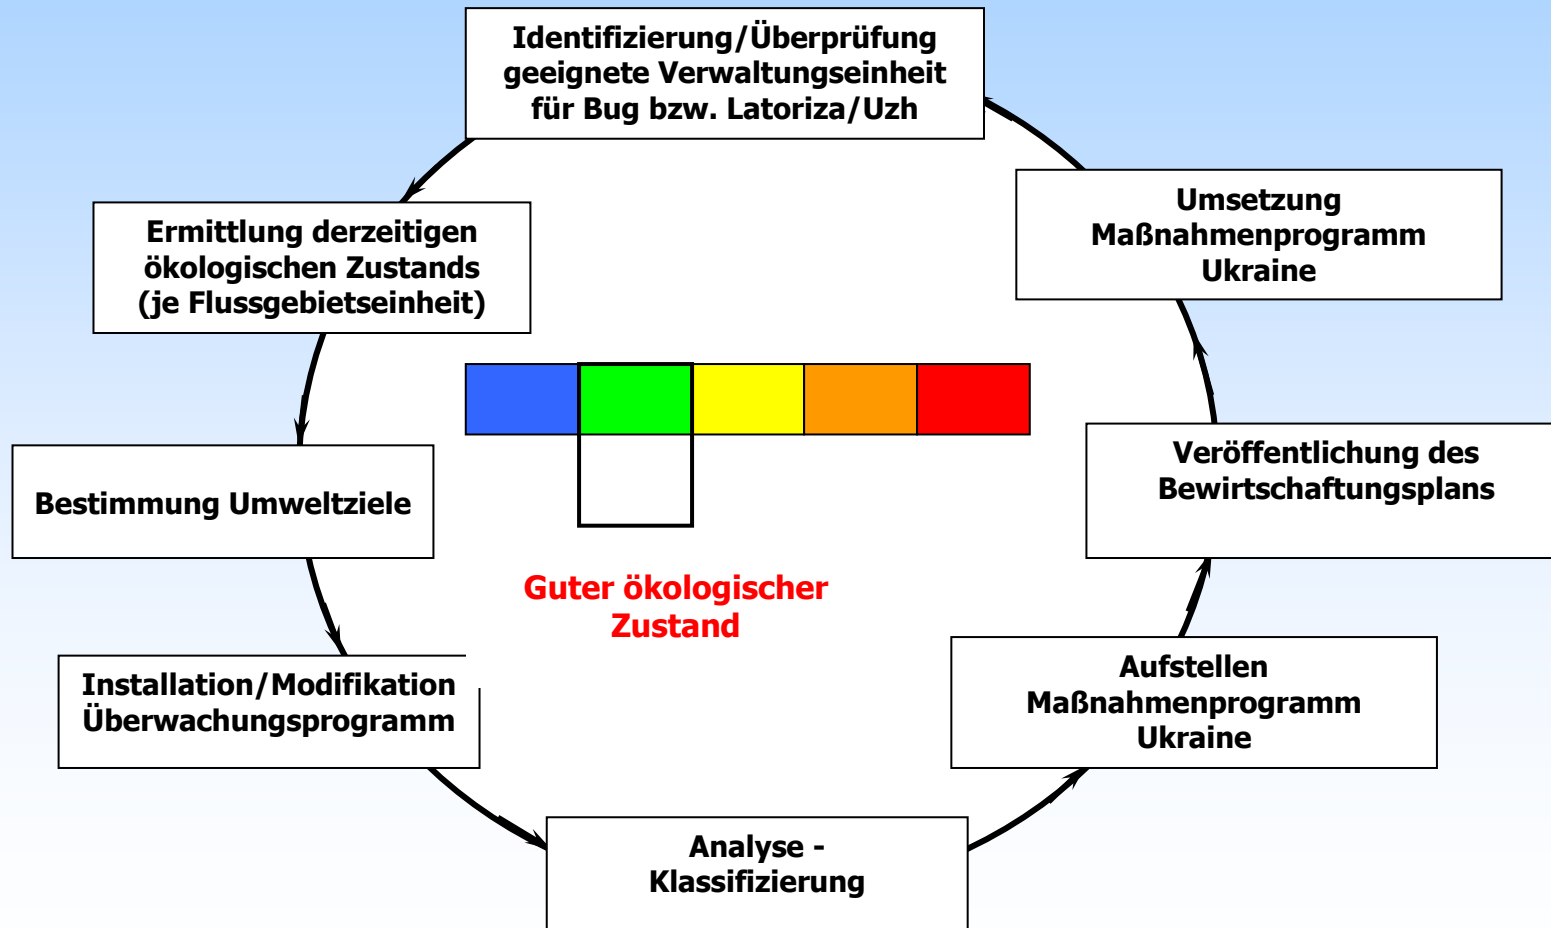 Identifizierung/Überprüfung
geeignete Verwaltungseinheit
für Bug bzw. Latoriza/Uzh
Ermittlung derzeitigen
ökologischen Zustands
(je Flussgebietseinheit)
Bestimmung Umweltziele
Installation/Modifikation
Überwachungsprogramm
Analyse -
Klassifizierung
Aufstellen
Maßnahmenprogramm
Ukraine
Veröffentlichung des
Bewirtschaftungsplans
Umsetzung
Maßnahmenprogramm
Ukraine
Guter ökologischer
Zustand